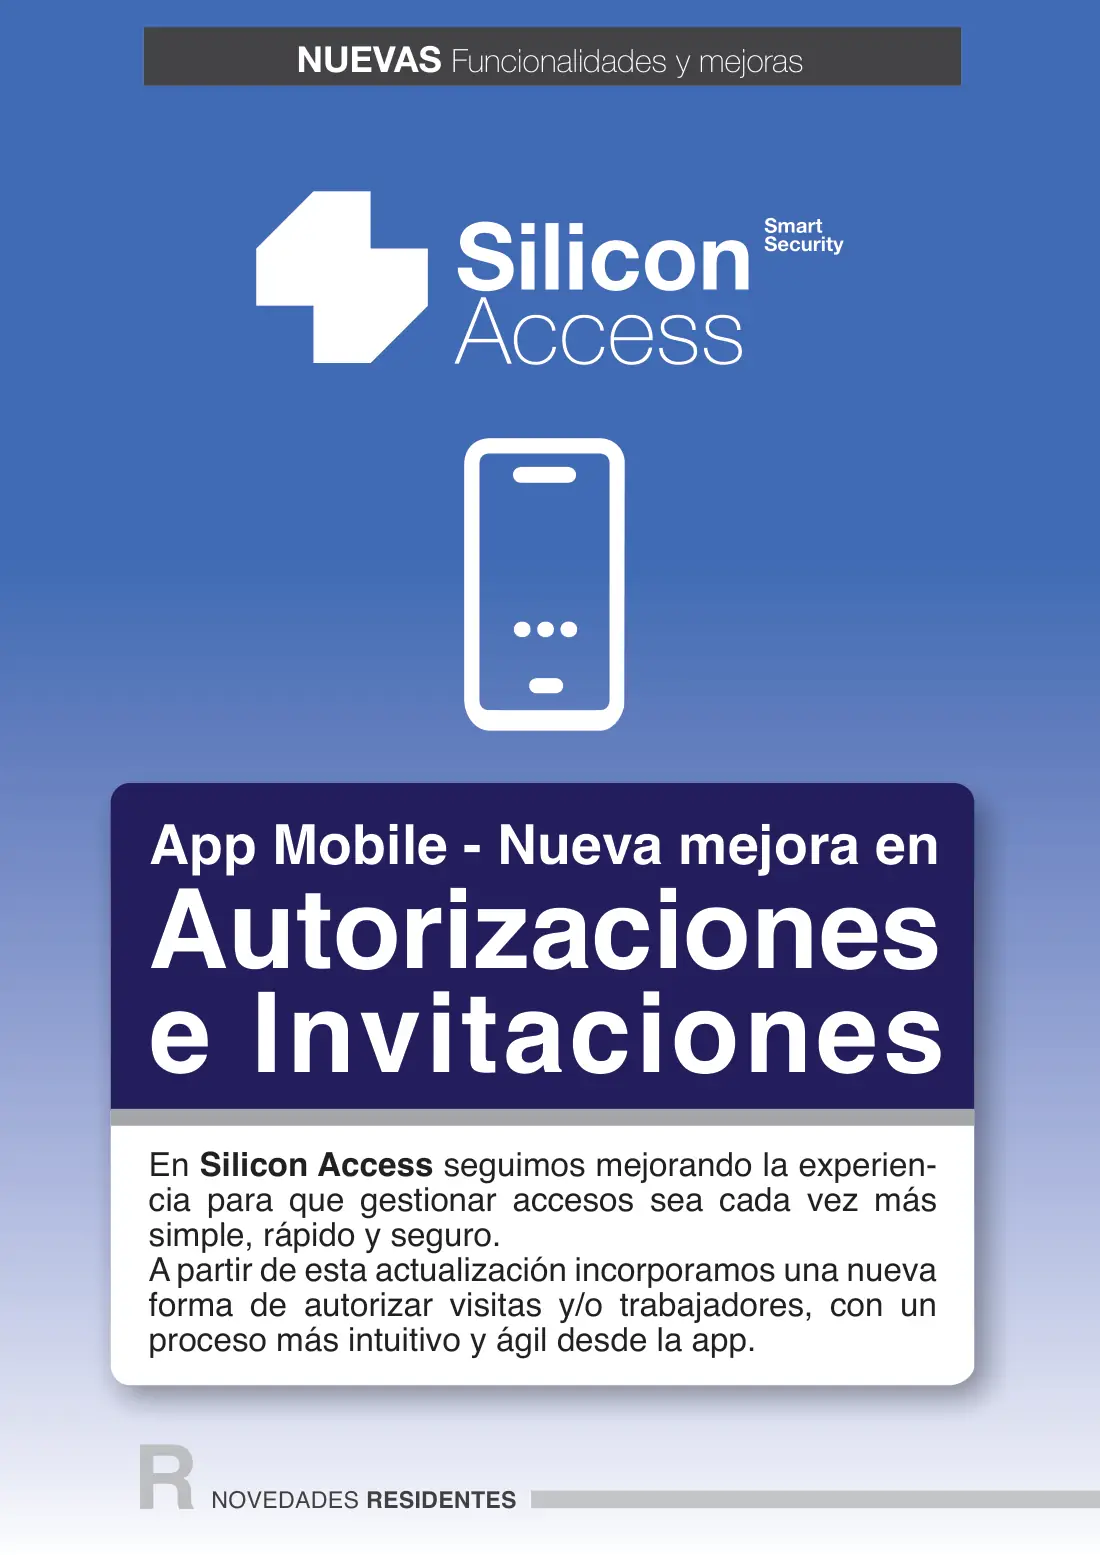 NUEVAS Funcionalidades y mejoras
Silicon
Access
Smart
Security
App Mobile - Nueva mejora en
Autorizaciones
e Invitaciones
En Silicon Access seguimos mejorando la experien-
cia para que gestionar accesos sea cada vez más
simple, rápido y seguro.
A partir de esta actualización incorporamos una nueva
forma de autorizar visitas y/o trabajadores, con un
proceso más intuitivo y ágil desde la app.
R
NOVEDADES RESIDENTES